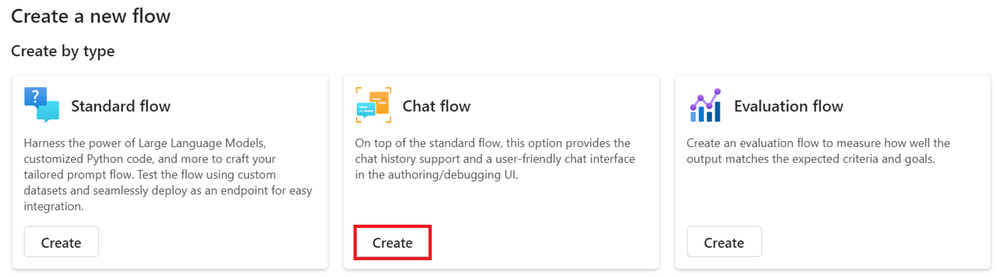 Create a new flow
Create by type
Standard flow
Harness the power of Large Language Models,
customized Python code, and more to craft your
tailored prompt flow. Test the flow using custom
datasets and seamlessly deploy as an endpoint for easy
integration.
Create
Chat flow
On top of the standard flow, this option provides the
chat history support and a user-friendly chat interface
in the authoring/debugging UI.
Create
Evaluation flow
Create an evaluation flow to measure how well the
output matches the expected criteria and goals.
Create